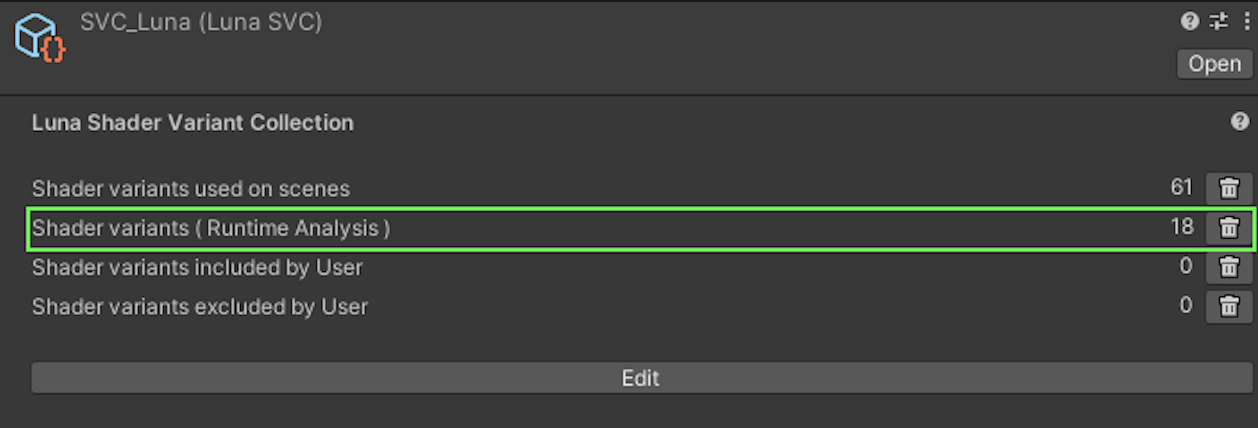 SVC_Luna (Luna SVC)
Open
Luna Shader Variant Collection
Shader variants used on scenes 61
Shader variants ( Runtime Analysis ) 18
Shader variants included by User 0
Shader variants excluded by User 0
Edit